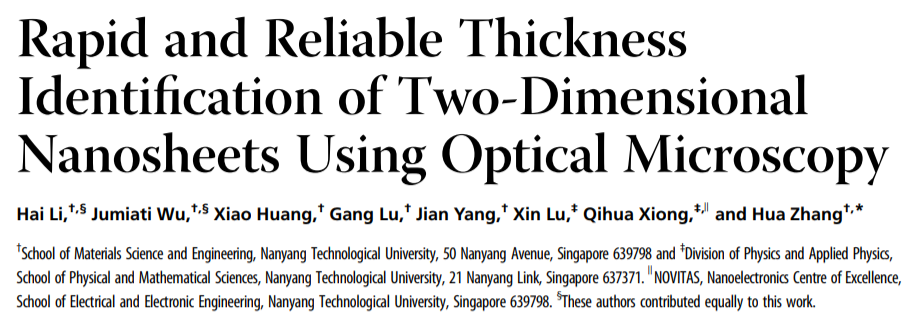 Rapid and Reliable Thickness
Identification of Two-Dimensional
Nanosheets Using Optical Microscopy
Hai Li,†,§ Jumiati Wu,†,§ Xiao Huang,† Gang Lu,† Jian Yang,† Xin Lu,‡ Qihua Xiong,‡,∥ and Hua Zhang†,*
†School of Materials Science and Engineering, Nanyang Technological University, 50 Nanyang Avenue, Singapore 639798 and ‡Division of Physics and Applied Physics,
School of Physical and Mathematical Sciences, Nanyang Technological University, 21 Nanyang Link, Singapore 637371. ∥NOVITAS, Nanoelectronics Centre of Excellence,
School of Electrical and Electronic Engineering, Nanyang Technological University, Singapore 639798. §These authors contributed equally to this work.